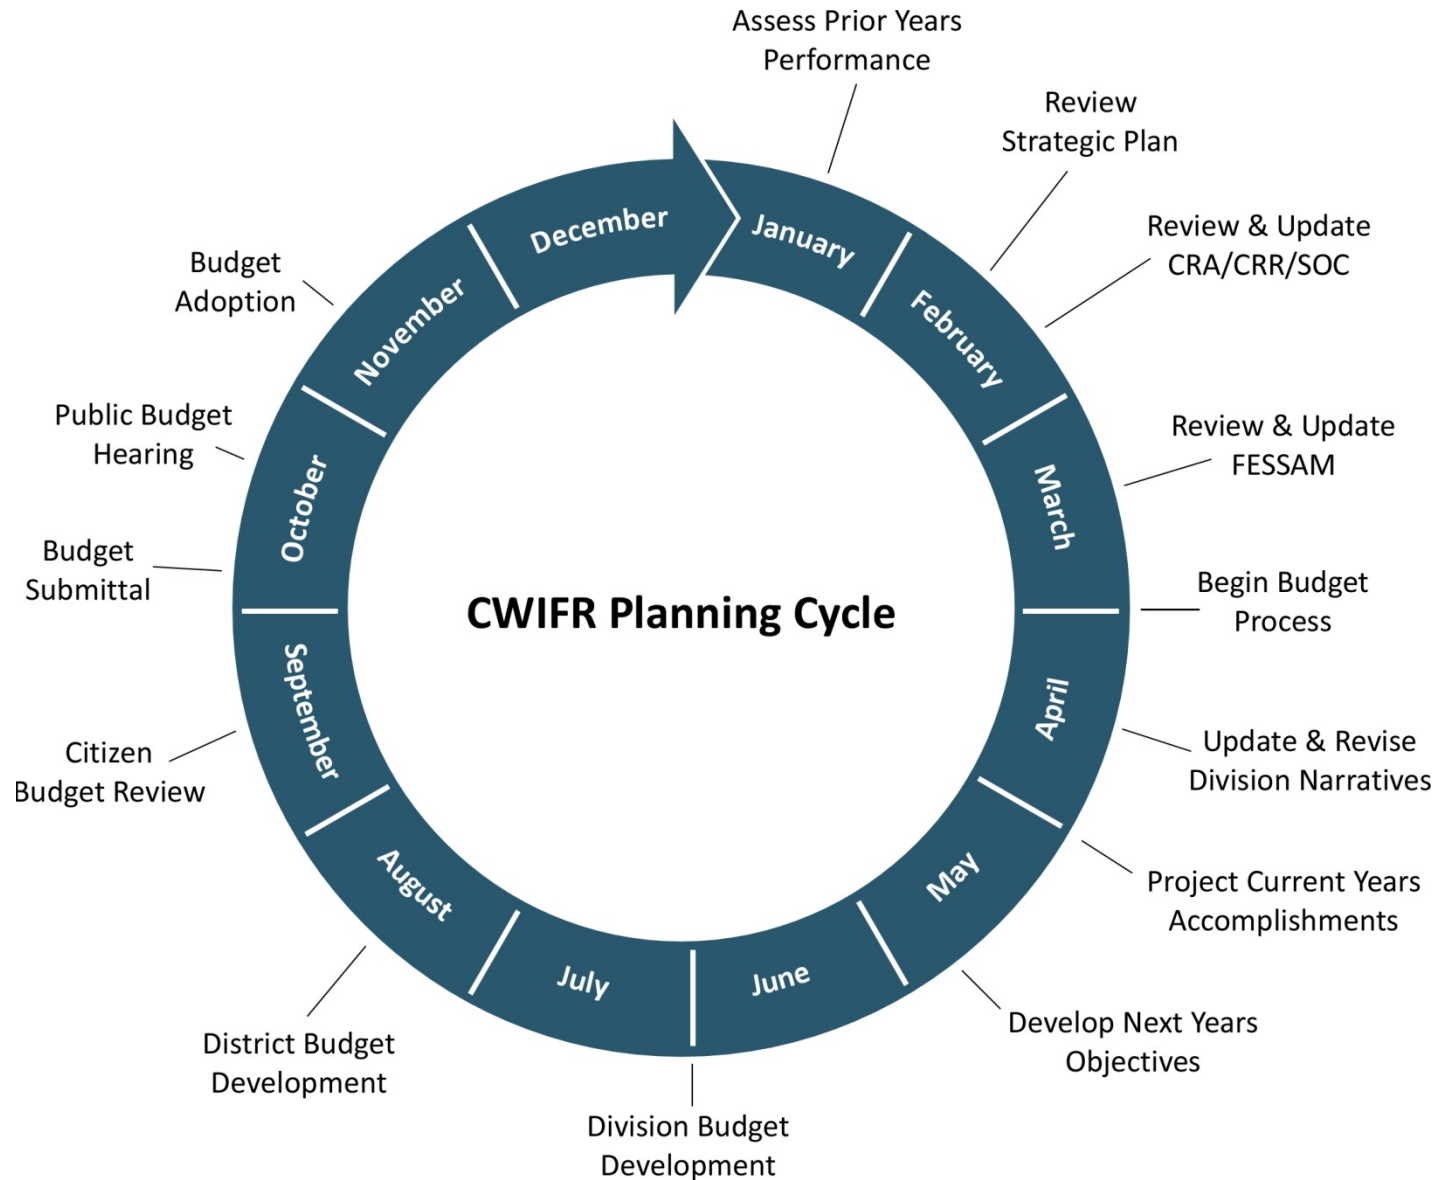 Assess Prior Years
Performance
Review
Strategic Plan
Review & Update
CRA/CRR/SOC
Review & Update
FESSAM
Begin Budget
Process
Update & Revise
Division Narratives
Project Current Years
Accomplishments
Develop Next Years
Objectives
Division Budget
Development
District Budget
Development
Citizen
Budget Review
Budget
Submittal
Public Budget
Hearing
Budget
Adoption
January
February
March
April
May
June
July
August
September
October
November
December
CWIFR Planning Cycle